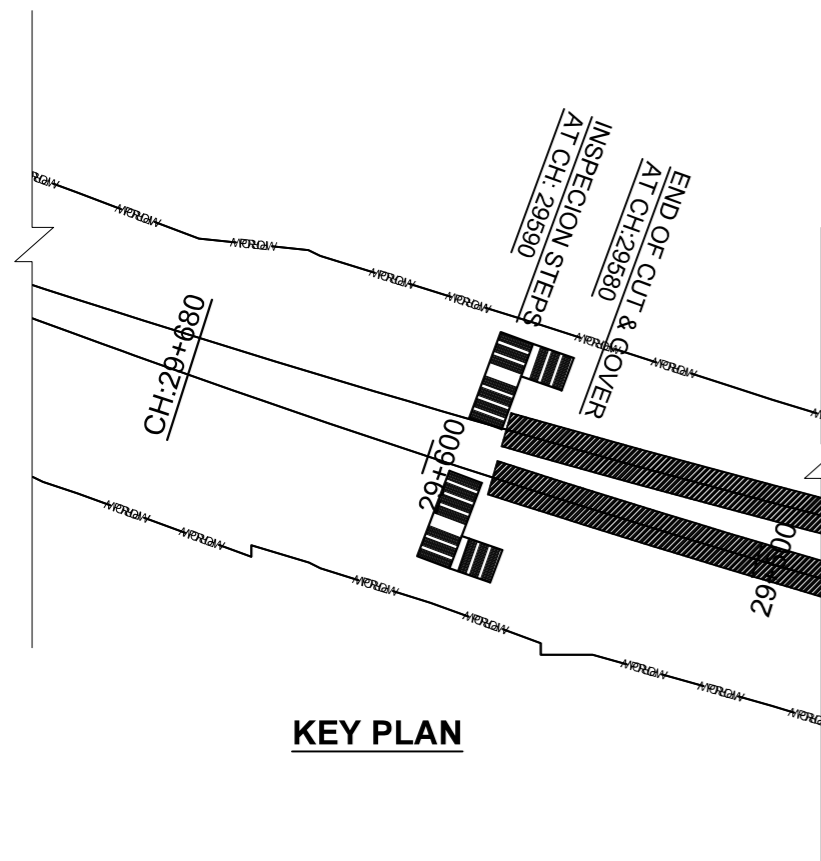 INSPECION STEPS
AT CH: 29590
END OF CUT & COVER
AT CH:29580
CH:29+680
29+600
KEY PLAN